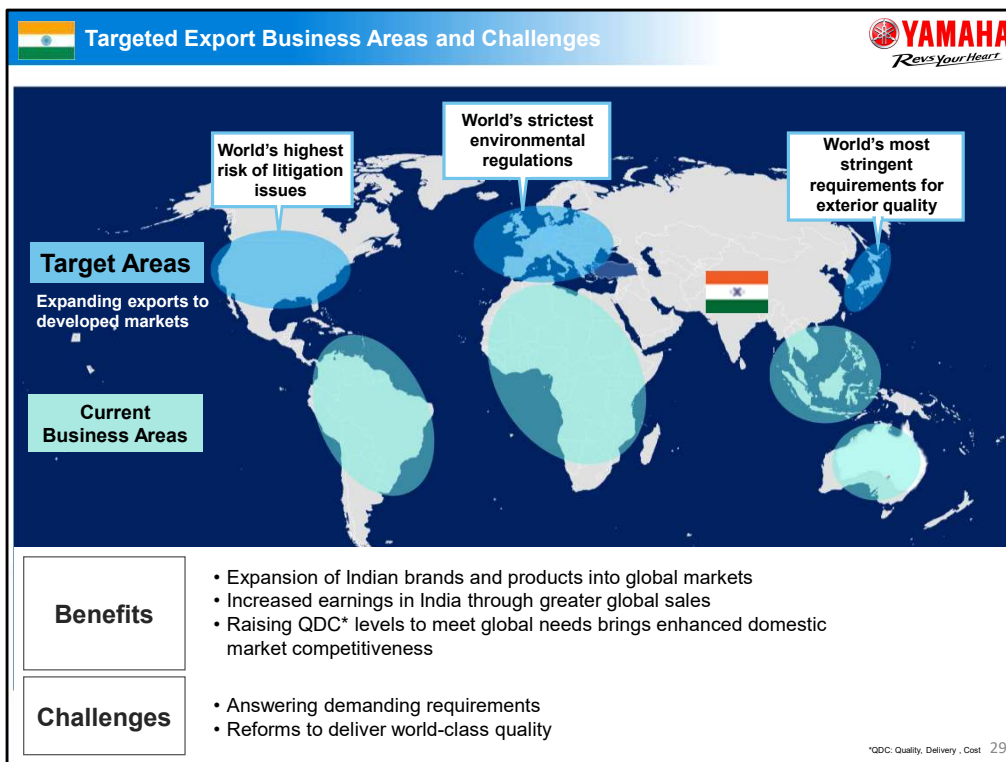 Targeted Export Business Areas and Challenges
YAMAHA
Revs Your Heart
World's highest
risk of litigation
issues
World's strictest
environmental
regulations
World's most
stringent
requirements for
exterior quality
Target Areas
Expanding exports to
developed markets
Current
Business Areas
Benefits
• Expansion of Indian brands and products into global markets
• Increased earnings in India through greater global sales
• Raising QDC* levels to meet global needs brings enhanced domestic
market competitiveness
Challenges
• Answering demanding requirements
• Reforms to deliver world-class quality
*QDC: Quality, Delivery , Cost 29